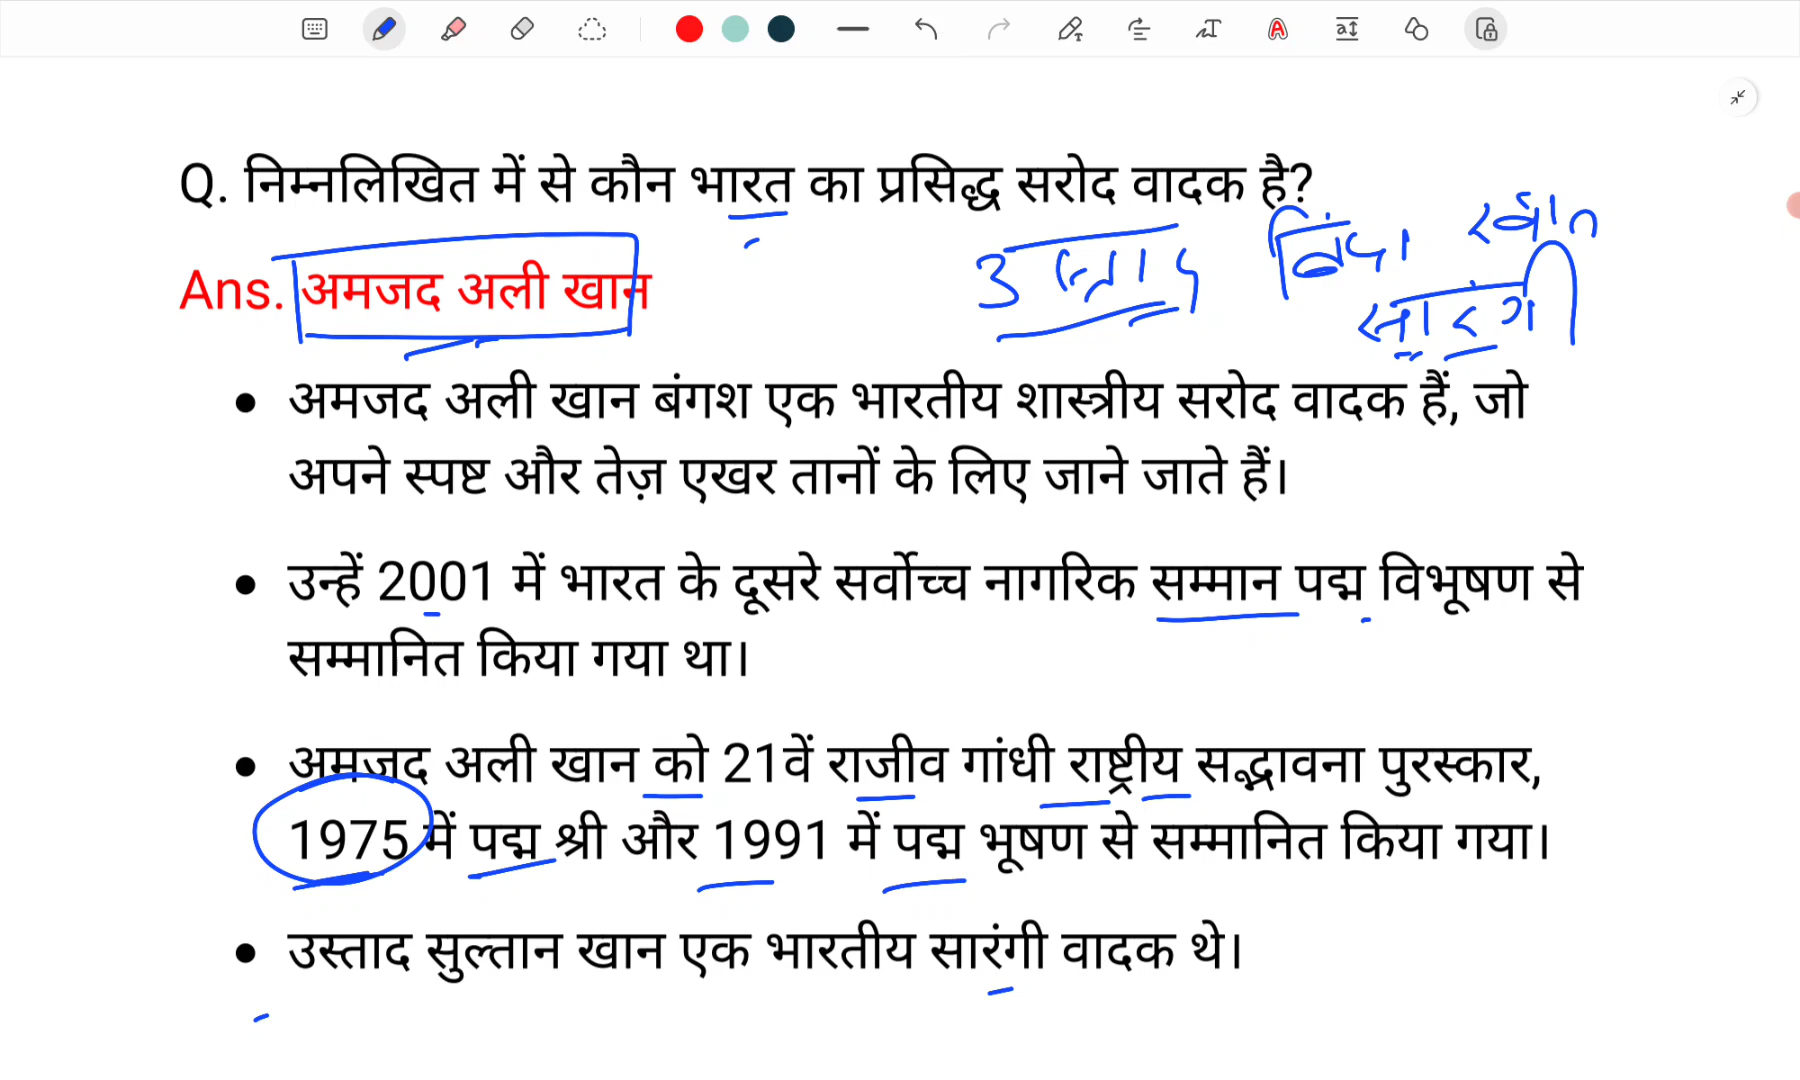 Q. निम्नलिखित में से कौन भारत का प्रसिद्ध सरोद वादक है?
Ans. अमजद अली खान
उस्ताद बिंदा खान
सारंगी
• अमजद अली खान बंगश एक भारतीय शास्त्रीय सरोद वादक हैं, जो
अपने स्पष्ट और तेज़ एखर तानों के लिए जाने जाते हैं।
• उन्हें 2001 में भारत के दूसरे सर्वोच्च नागरिक सम्मान पद्म विभूषण से
सम्मानित किया गया था।
• अमजद अली खान को 21वें राजीव गांधी राष्ट्रीय सद्भावना पुरस्कार,
1975 में पद्म श्री और 1991 में पद्म भूषण से सम्मानित किया गया।
• उस्ताद सुल्तान खान एक भारतीय सारंगी वादक थे।